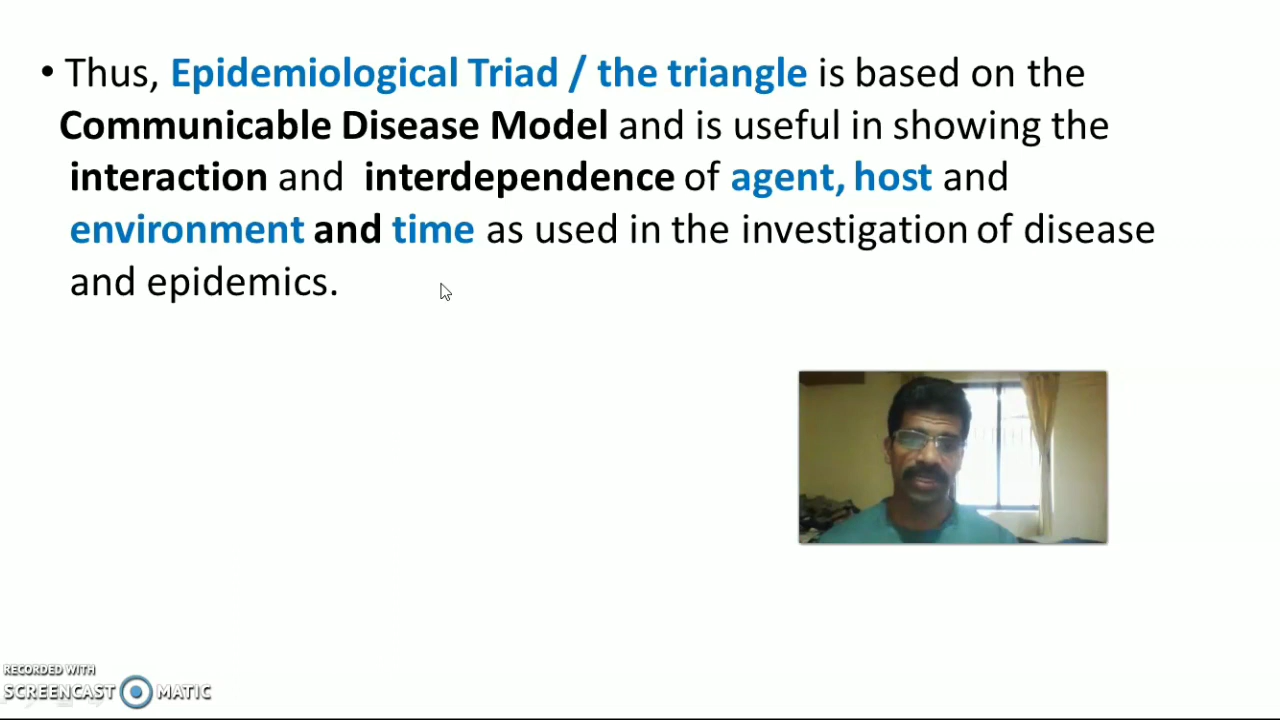 • Thus, Epidemiological Triad / the triangle is based on the
Communicable Disease Model and is useful in showing the
interaction and interdependence of agent, host and
environment and time as used in the investigation of disease
and epidemics.
RECORDED WITH
SCREENCAST MATIC